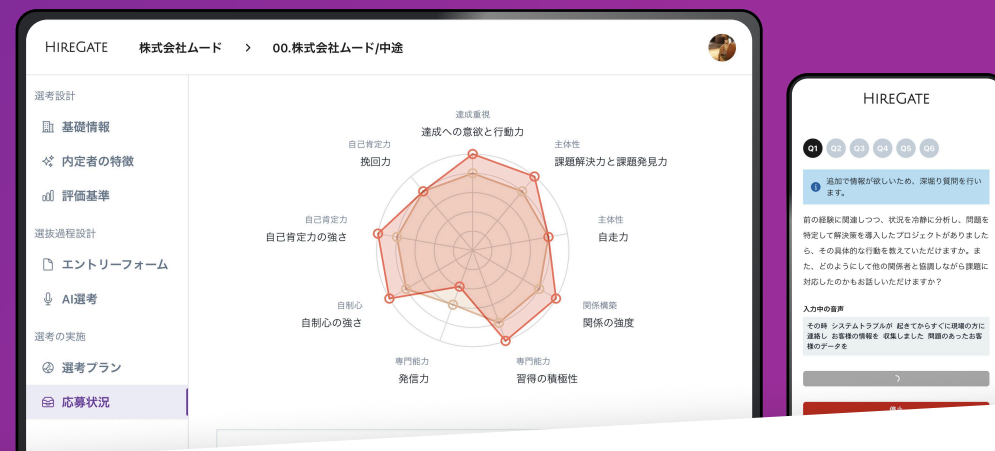 HIREGATE 株式会社ムード > 00.株式会社ムード/中途
選考設計
基礎情報
内定者の特徴
評価基準
選抜過程設計
エントリーフォーム
AI選考
選考の実施
選考プラン
応募状況
達成重視
達成への意欲と行動力
主体性
課題解決力と課題発見力
主体性
自走力
関係構築
関係の強度
専門能力
習得の積極性
専門能力
発信力
自制心
自制心の強さ
自己肯定力
自己肯定力の強さ
自己肯定力
挽回力
HIREGATE
Q1 Q2 Q3 Q4 Q5 Q6
追加で情報が欲しいため、深堀り質問を行い
ます。
前の経験に関連しつつ、状況を冷静に分析し、問題を
特定して解決策を導入したプロジェクトがありました
ら、その具体的な行動を教えていただけますか。ま
た、どのようにして他の関係者と協調しながら課題に
対応したのかもお話しいただけますか？
入力中の音声
その時 システムトラブルが 起きてからすぐに現場の方に
連絡し お客様の情報を 収集しました 問題のあったお客
様のデータを